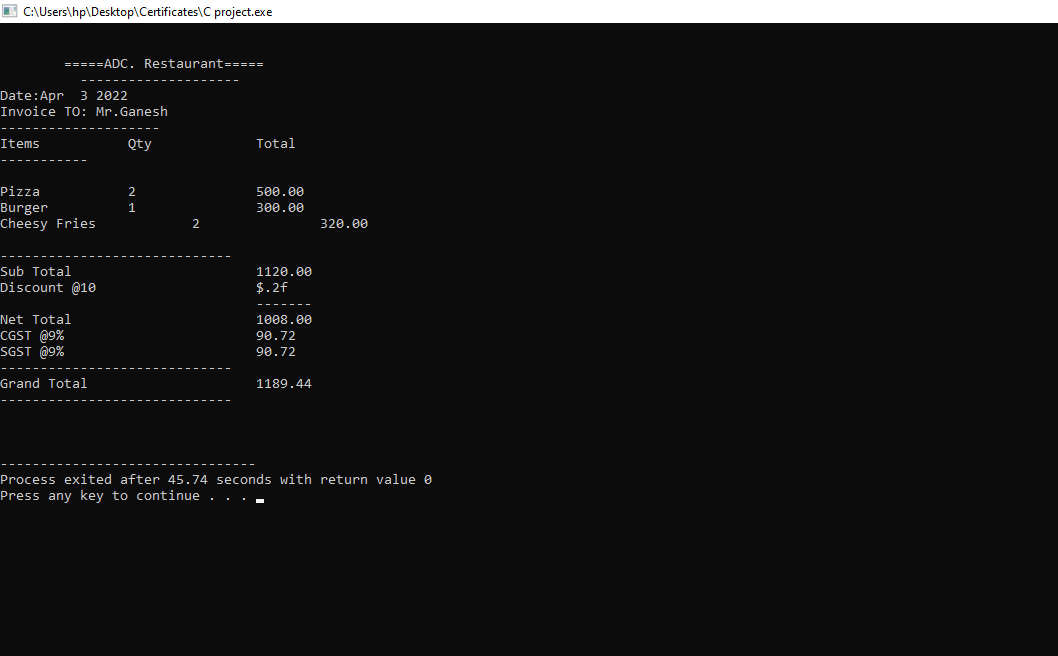 C:\Users\hp\Desktop\Certificates\C project.exe
=====ADC. Restaurant=====
--------------------
Date:Apr  3 2022
Invoice TO: Mr.Ganesh
--------------------
Items           Qty             Total
-----------
Pizza           2               500.00
Burger          1               300.00
Cheesy Fries            2               320.00
-----------------------------
Sub Total                       1120.00
Discount @10                    $.2f
-------
Net Total                       1008.00
CGST @9%                        90.72
SGST @9%                        90.72
-----------------------------
Grand Total                     1189.44
-----------------------------
--------------------------------
Process exited after 45.74 seconds with return value 0
Press any key to continue . . .